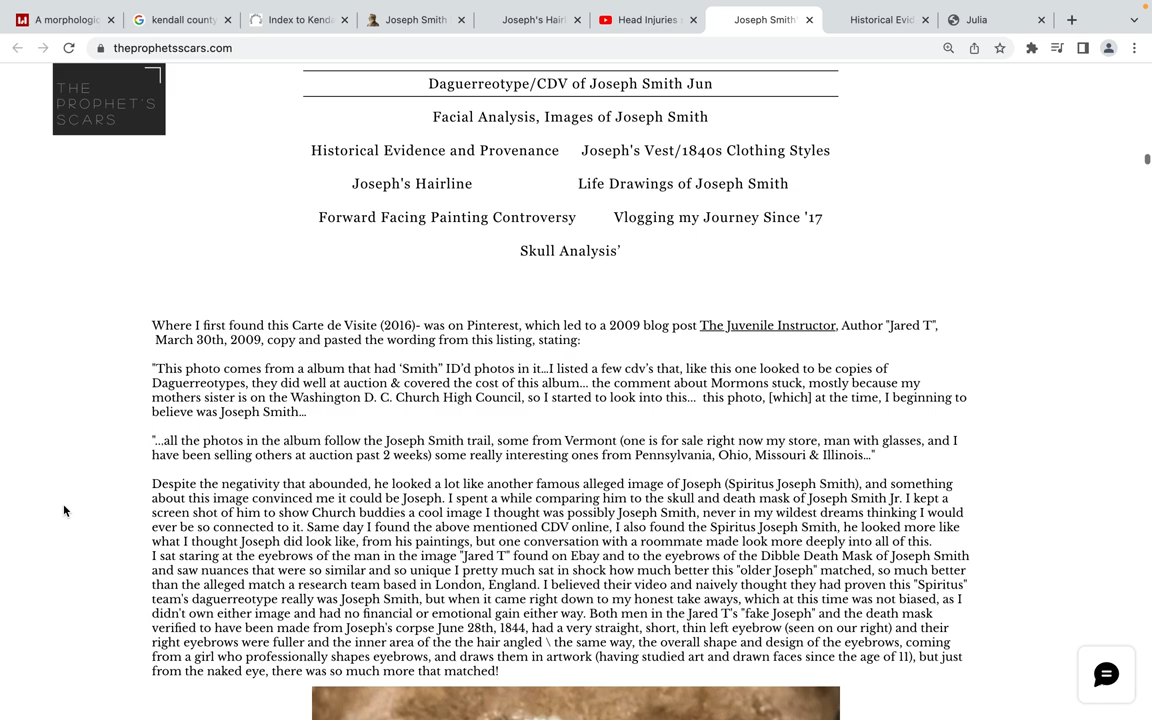 A morphologic
kendall county
Index to Kenda
Joseph Smith
Joseph's Hairl
Head Injuries
Joseph Smith'
Historical Evid
Julia
theprophetsscars.com
THE
PROPHET'S
SCARS
Daguerreotype/CDV of Joseph Smith Jun
Facial Analysis, Images of Joseph Smith
Historical Evidence and Provenance Joseph's Vest/1840s Clothing Styles
Joseph's Hairline Life Drawings of Joseph Smith
Forward Facing Painting Controversy Vlogging my Journey Since '17
Skull Analysis’
Where I first found this Carte de Visite (2016)- was on Pinterest, which led to a 2009 blog post The Juvenile Instructor, Author "Jared T",
March 30th, 2009, copy and pasted the wording from this listing, stating:
"This photo comes from a album that had ‘Smith” ID’d photos in it…I listed a few cdv’s that, like this one looked to be copies of
Daguerreotypes, they did well at auction & covered the cost of this album... the comment about Mormons stuck, mostly because my
mothers sister is on the Washington D. C. Church High Council, so I started to look into this... this photo, [which] at the time, I beginning to
believe was Joseph Smith…
"...all the photos in the album follow the Joseph Smith trail, some from Vermont (one is for sale right now my store, man with glasses, and I
have been selling others at auction past 2 weeks) some really interesting ones from Pennsylvania, Ohio, Missouri & Illinois…"
Despite the negativity that abounded, he looked a lot like another famous alleged image of Joseph (Spiritus Joseph Smith), and something
about this image convinced me it could be Joseph. I spent a while comparing him to the skull and death mask of Joseph Smith Jr. I kept a
screen shot of him to show Church buddies a cool image I thought was possibly Joseph Smith, never in my wildest dreams thinking I would
ever be so connected to it. Same day I found the above mentioned CDV online, I also found the Spiritus Joseph Smith, he looked more like
what I thought Joseph did look like, from his paintings, but one conversation with a roommate made look more deeply into all of this.
I sat staring at the eyebrows of the man in the image "Jared T" found on Ebay and to the eyebrows of the Dibble Death Mask of Joseph Smith
and saw nuances that were so similar and so unique I pretty much sat in shock how much better this "older Joseph" matched, so much better
than the alleged match a research team based in London, England. I believed their video and naively thought they had proven this "Spiritus"
team's daguerreotype really was Joseph Smith, but when it came right down to my honest take aways, which at this time was not biased, as I
didn't own either image and had no financial or emotional gain either way. Both men in the Jared T's "fake Joseph" and the death mask
verified to have been made from Joseph's corpse June 28th, 1844, had a very straight, short, thin left eyebrow (seen on our right) and their
right eyebrows were fuller and the inner area of the the hair angled \ the same way, the overall shape and design of the eyebrows, coming
from a girl who professionally shapes eyebrows, and draws them in artwork (having studied art and drawn faces since the age of 11), but just
from the naked eye, there was so much more that matched!